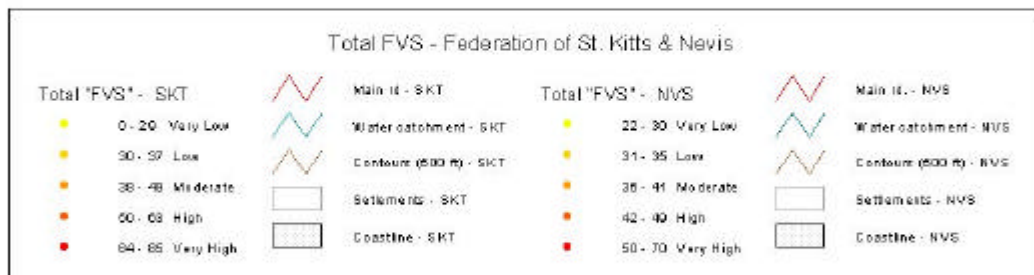 Total FVS - Federation of St. Kitts & Nevis
Total "FVS" - SKT
0 - 29 Very Low
30 - 37 Low
38 - 49 Moderate
50 - 63 High
64 - 85 Very High
Main rd - SKT
Water catchment - SKT
Contours (500 ft) - SKT
Settlements - SKT
Coastline - SKT
Total "FVS" - NVS
22 - 30 Very Low
31 - 35 Low
36 - 41 Moderate
42 - 49 High
50 - 70 Very High
Main rd. - NVS
Water catchment - NVS
Contours (500 ft) - NVS
Settlements - NVS
Coastline - NVS